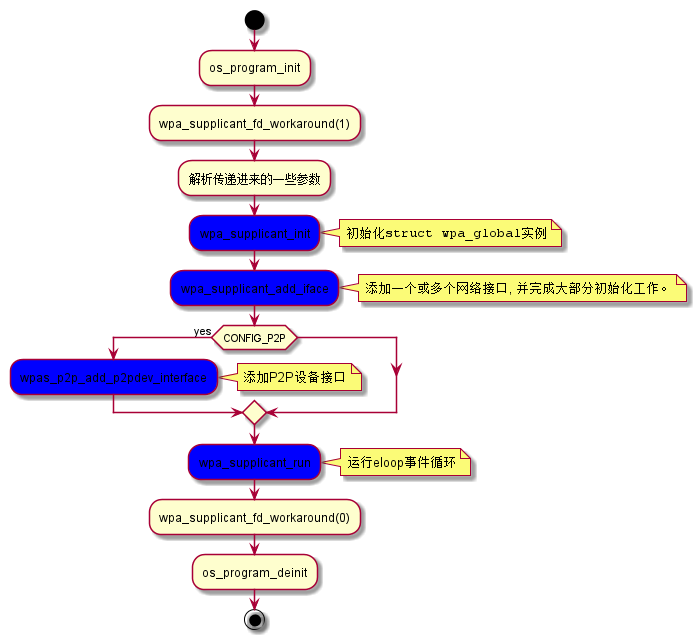 os_program_init
wpa_supplicant_fd_workaround(1)
解析传递进来的一些参数
wpa_supplicant_init
初始化struct wpa_global实例
wpa_supplicant_add_iface
添加一个或多个网络接口, 并完成大部分初始化工作。
yes
CONFIG_P2P
wpas_p2p_add_p2pdev_interface
添加P2P设备接口
wpa_supplicant_run
运行eloop事件循环
wpa_supplicant_fd_workaround(0)
os_program_deinit